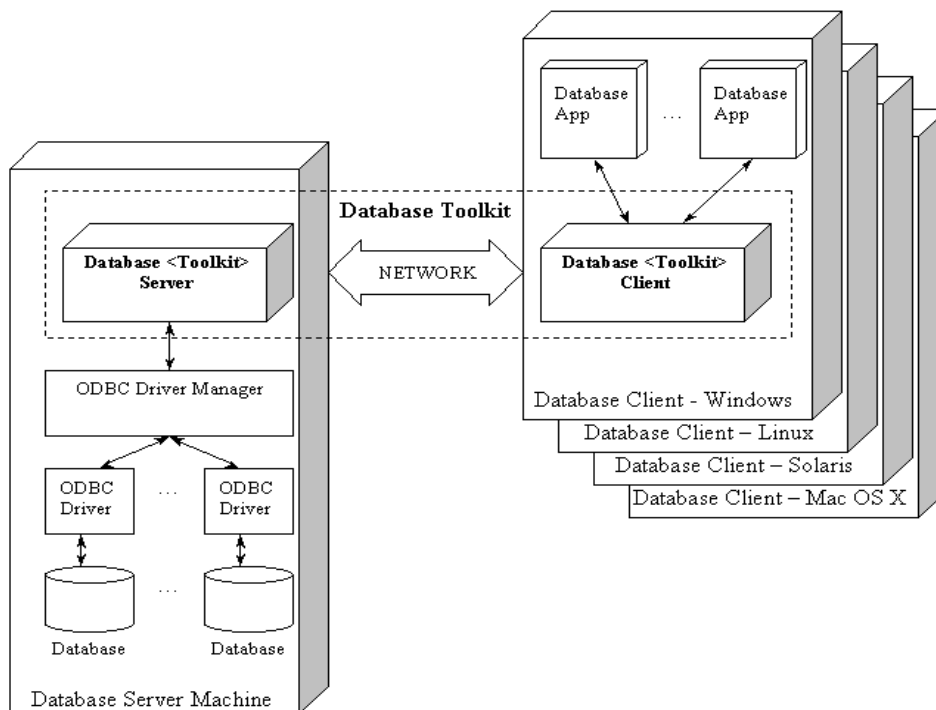 Database
App
...
Database
App
Database Toolkit
Database <Toolkit>
Server
NETWORK
Database <Toolkit>
Client
ODBC Driver Manager
Database Client - Windows
Database Client – Linux
Database Client – Solaris
Database Client – Mac OS X
ODBC
Driver
...
ODBC
Driver
...
Database
Database
Database Server Machine